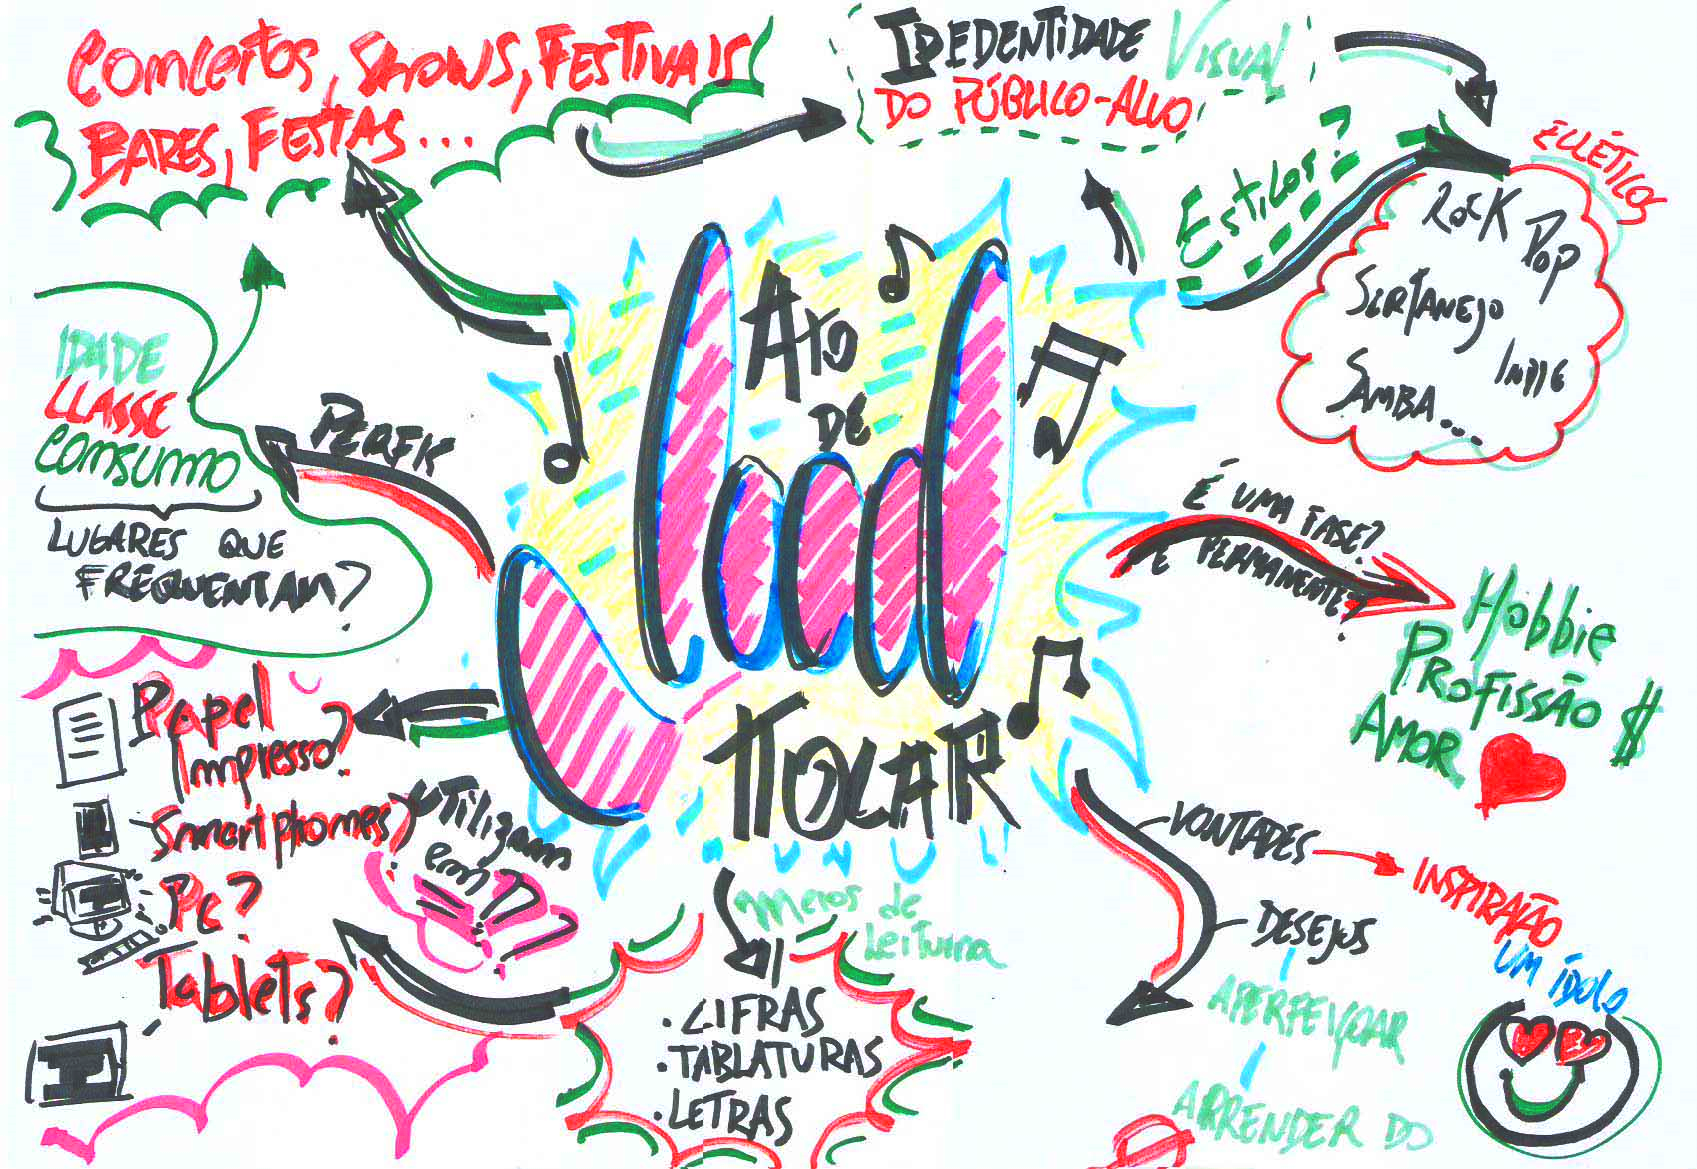 Concertos, Shows, Festivais
Bares, Festas...
IDEDENTIDADE VISUAL
DO PÚBLICO-ALVO
Estilos?
ECLÉTICOS
ROCK
POP
SERTANEJO
INDIE
SAMBA...
IDADE
CLASSE
CONSUMO
LUGARES QUE
FREQUENTAM?
PERFIL
ATO
DE
TOCAR
É UMA FASE?
É PERMANENTE?
Hobbie
PROFISSÃO $
AMOR
Papel
Impresso?
Smartphones?
Pc?
Tablets?
Utilizam
em?
meios de
leitura
. CIFRAS
. TABLATURAS
. LETRAS
VONTADES
INSPIRAÇÃO
UM ÍDOLO
DESEJOS
APERFEIÇOAR
APRENDER DO